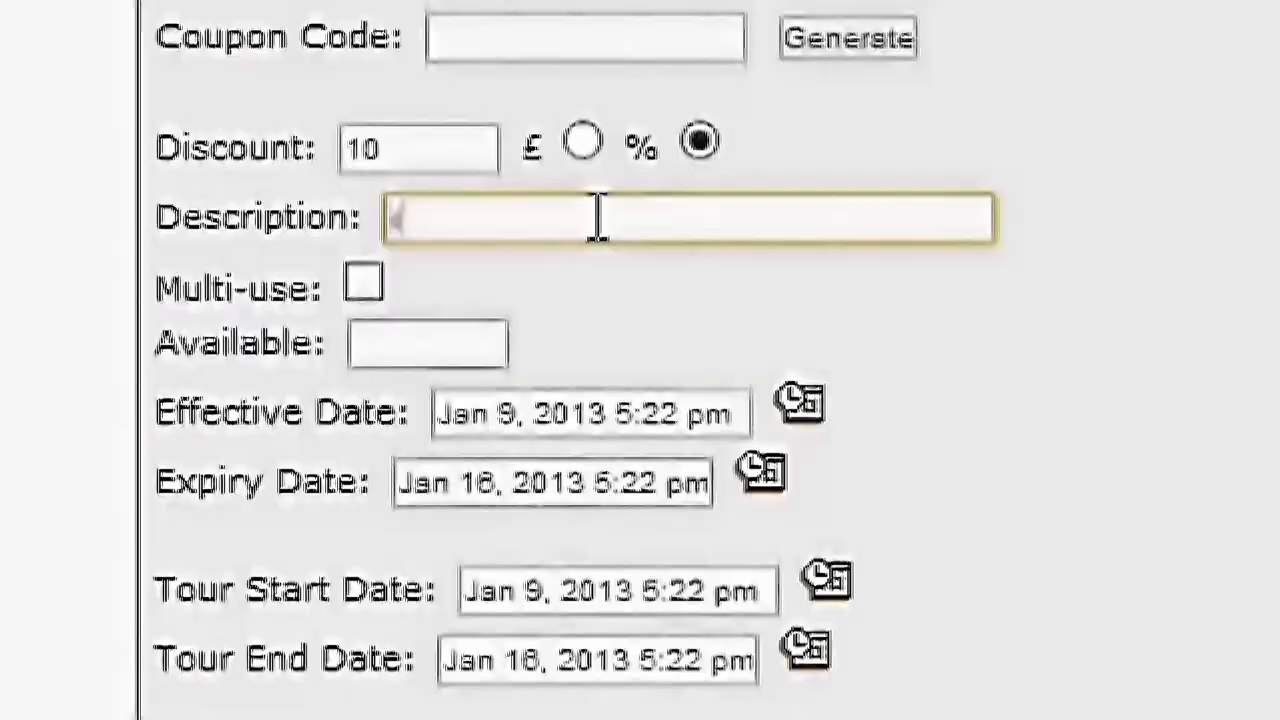 Coupon Code: Generate
Discount: 10 £ %
Description:
Multi-use:
Available:
Effective Date: Jan 9, 2013 5:22 pm
Expiry Date: Jan 16, 2013 5:22 pm
Tour Start Date: Jan 9, 2013 5:22 pm
Tour End Date: Jan 16, 2013 5:22 pm